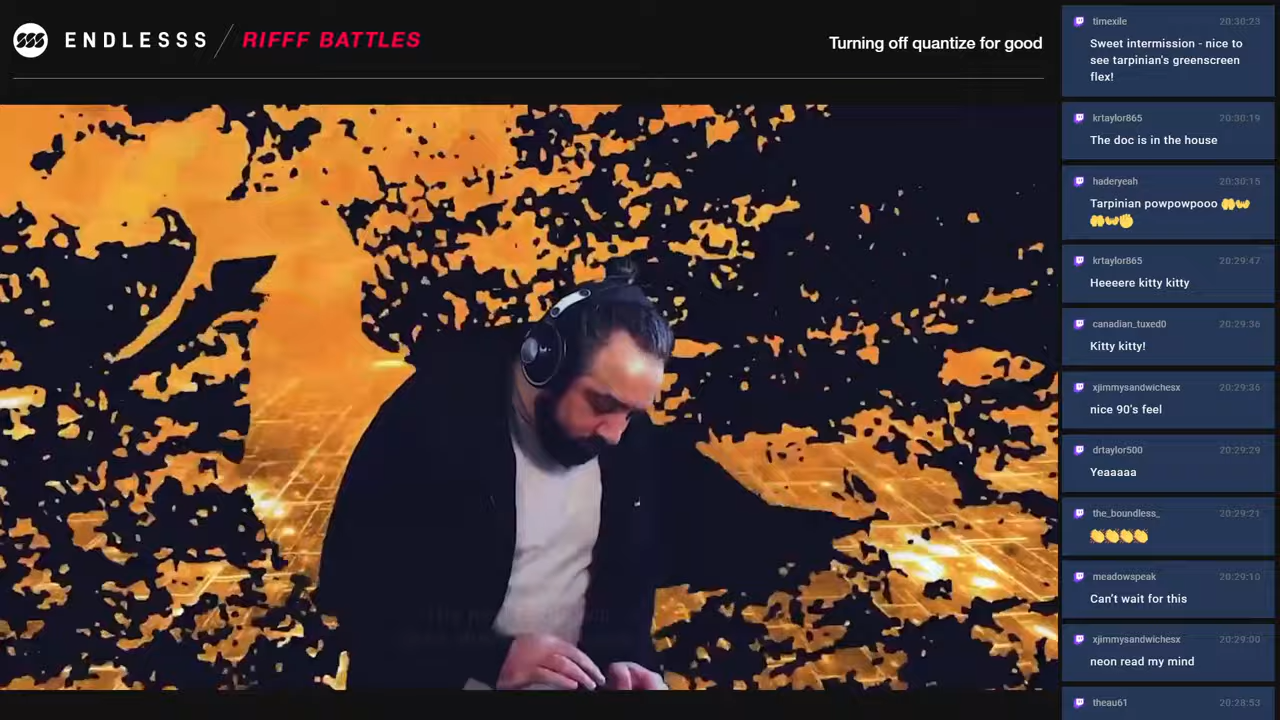 ENDLESSS / RIFFF BATTLES
Turning off quantize for good
timexile 20:30:23
Sweet intermission - nice to
see tarpinian's greenscreen
flex!
krtaylor865 20:30:19
The doc is in the house
haderyeah 20:30:15
Tarpinian powpowpooo
krtaylor865 20:29:47
Heeeere kitty kitty
canadian_tuxed0 20:29:36
Kitty kitty!
xjimmysandwichesx 20:29:35
nice 90's feel
drtaylor500 20:29:29
Yeaaaaa
the_boundless_ 20:29:21
meadowspeak 20:29:10
Can't wait for this
xjimmysandwichesx 20:29:00
neon read my mind
theau61 20:28:53